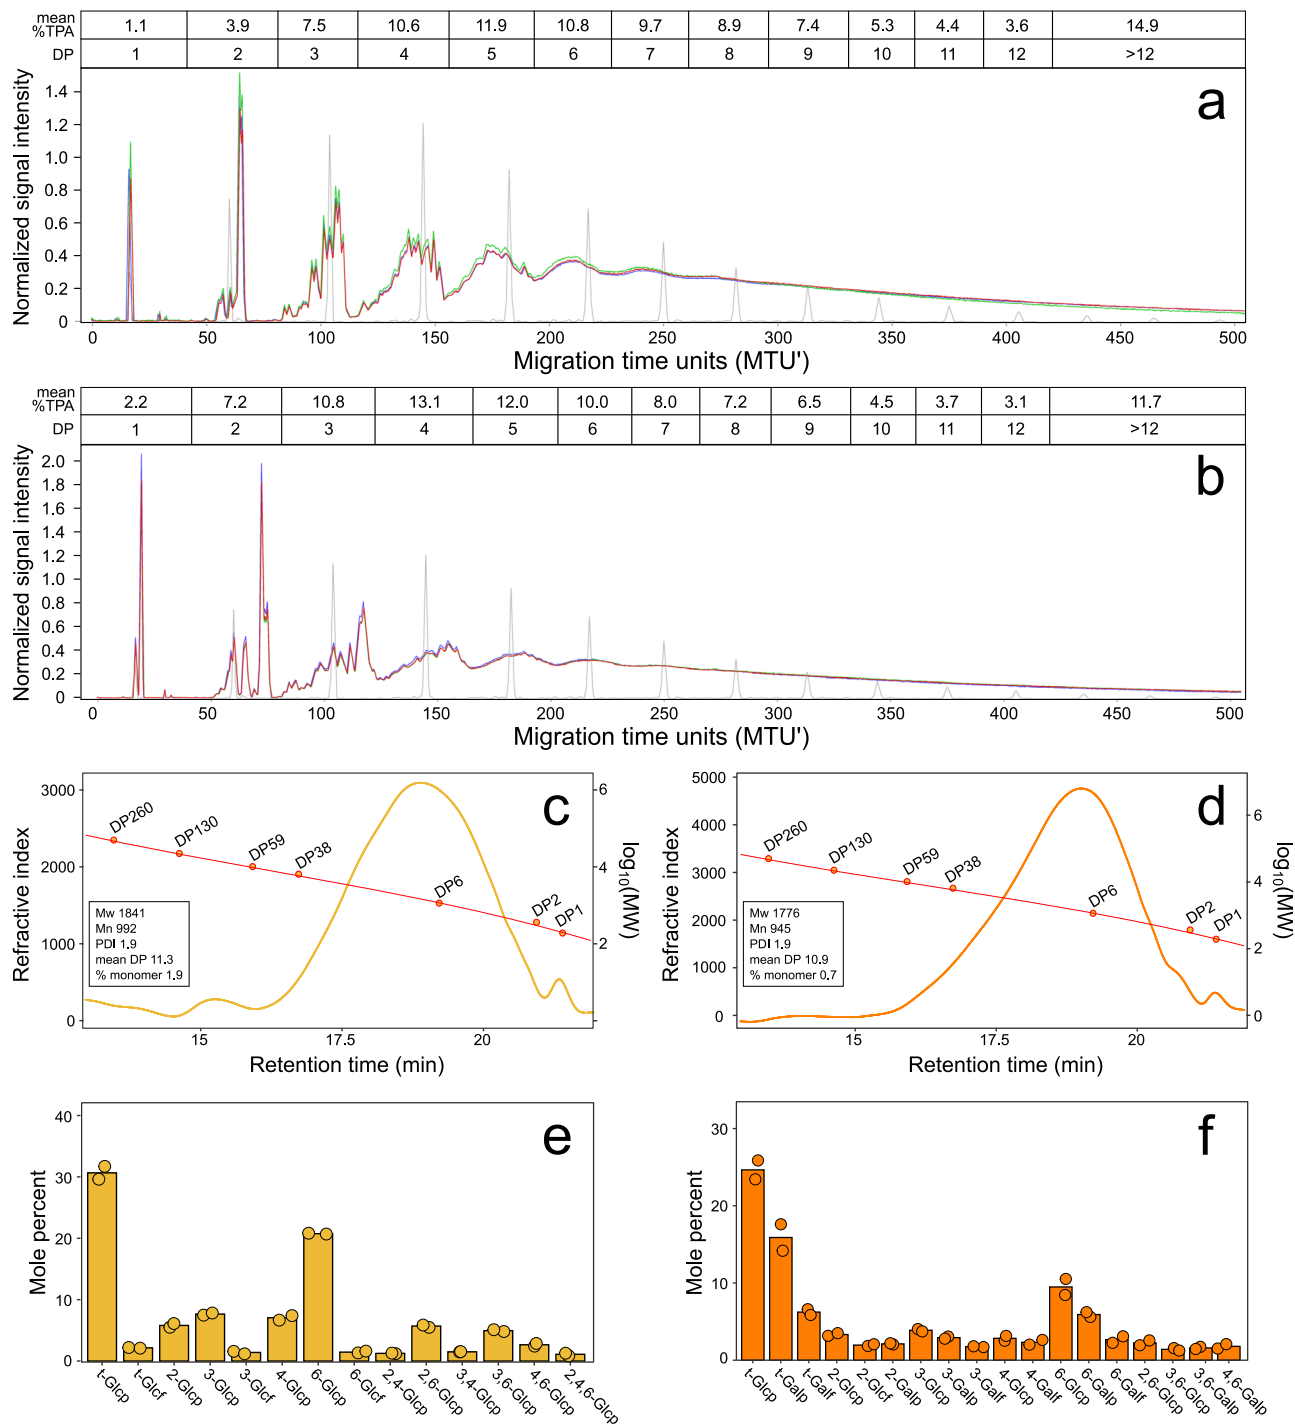 mean %TPA 1.1 3.9 7.5 10.6 11.9 10.8 9.7 8.9 7.4 5.3 4.4 3.6 14.9
DP 1 2 3 4 5 6 7 8 9 10 11 12 >12
a
Normalized signal intensity
1.4
1.2
1.0
0.8
0.6
0.4
0.2
0
0 50 100 150 200 250 300 350 400 450 500
Migration time units (MTU')
mean %TPA 2.2 7.2 10.8 13.1 12.0 10.0 8.0 7.2 6.5 4.5 3.7 3.1 11.7
DP 1 2 3 4 5 6 7 8 9 10 11 12 >12
b
Normalized signal intensity
2.0
1.8
1.6
1.4
1.2
1.0
0.8
0.6
0.4
0.2
0
0 50 100 150 200 250 300 350 400 450 500
Migration time units (MTU')
c
Refractive index
3000
2000
1000
0
DP260
DP130
DP59
DP38
DP6
DP2
DP1
Mw 1841
Mn 992
PDI 1.9
mean DP 11.3
% monomer 1.9
6
4
2
log10(MW)
15 17.5 20
Retention time (min)
d
Refractive index
5000
4000
3000
2000
1000
0
DP260
DP130
DP59
DP38
DP6
DP2
DP1
Mw 1776
Mn 945
PDI 1.9
mean DP 10.9
% monomer 0.7
6
4
2
0
log10(MW)
15 17.5 20
Retention time (min)
e
Mole percent
40
30
20
10
0
t-Glcp
t-Glcf
2-Glcp
3-Glcp
3-Glcf
4-Glcp
6-Glcp
6-Glcf
2,4-Glcp
2,6-Glcp
3,4-Glcp
3,6-Glcp
4,6-Glcp
2,4,6-Glcp
f
Mole percent
30
20
10
0
t-Glcp
t-Galp
t-Galf
2-Glcp
2-Glcf
2-Galp
3-Glcp
3-Galp
3-Galf
4-Glcp
4-Galf
6-Glcp
6-Galp
6-Galf
2,6-Glcp
3,6-Glcp
3,6-Galp
4,6-Galp